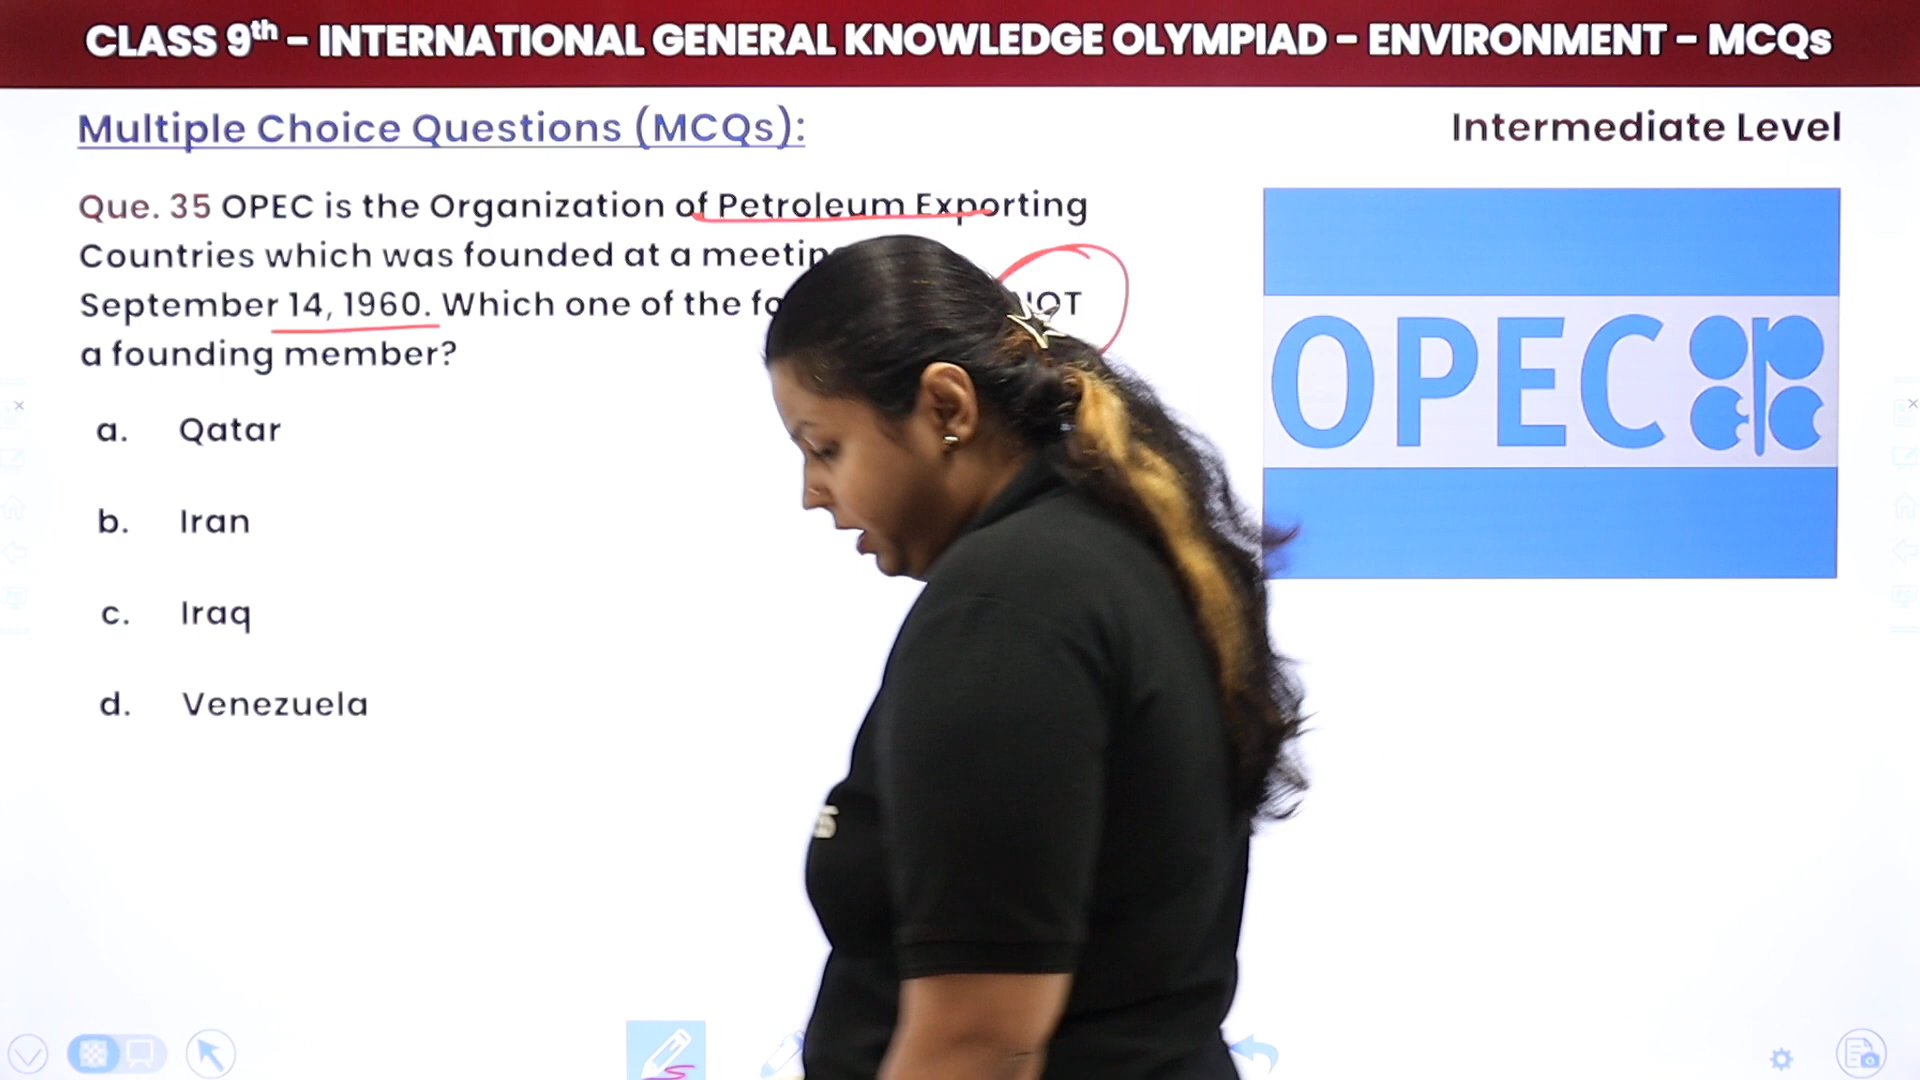 CLASS 9th - INTERNATIONAL GENERAL KNOWLEDGE OLYMPIAD - ENVIRONMENT - MCQs
Multiple Choice Questions (MCQs):
Intermediate Level
Que. 35 OPEC is the Organization of Petroleum Exporting
Countries which was founded at a
September 14, 1960. Which one of the NOT
a founding member?
a. Qatar
b. Iran
c. Iraq
d. Venezuela
OPEC